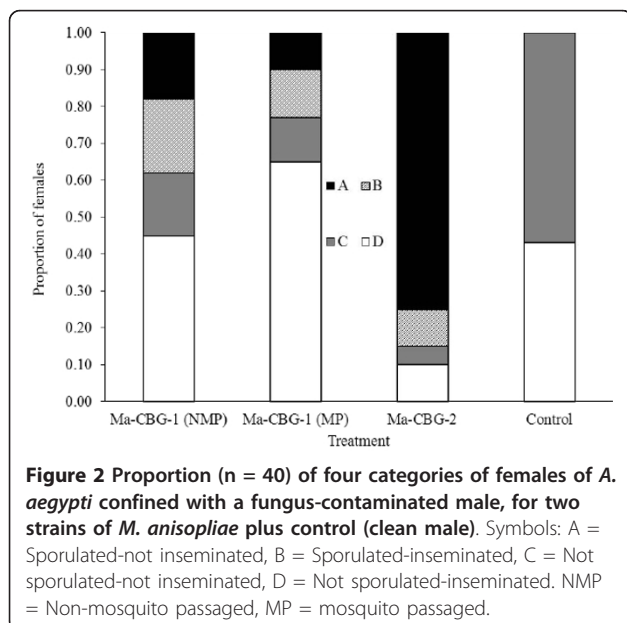 1.00
0.90
0.80
0.70
0.60
0.50
0.40
0.30
0.20
0.10
0.00
Proportion of females
A B
C D
Ma-CBG-1 (NMP) Ma-CBG-1 (MP) Ma-CBG-2 Control
Treatment
Figure 2 Proportion (n = 40) of four categories of females of A.
aegypti confined with a fungus-contaminated male, for two
strains of M. anisopliae plus control (clean male). Symbols: A =
Sporulated-not inseminated, B = Sporulated-inseminated, C = Not
sporulated-not inseminated, D = Not sporulated-inseminated. NMP
= Non-mosquito passaged, MP = mosquito passaged.